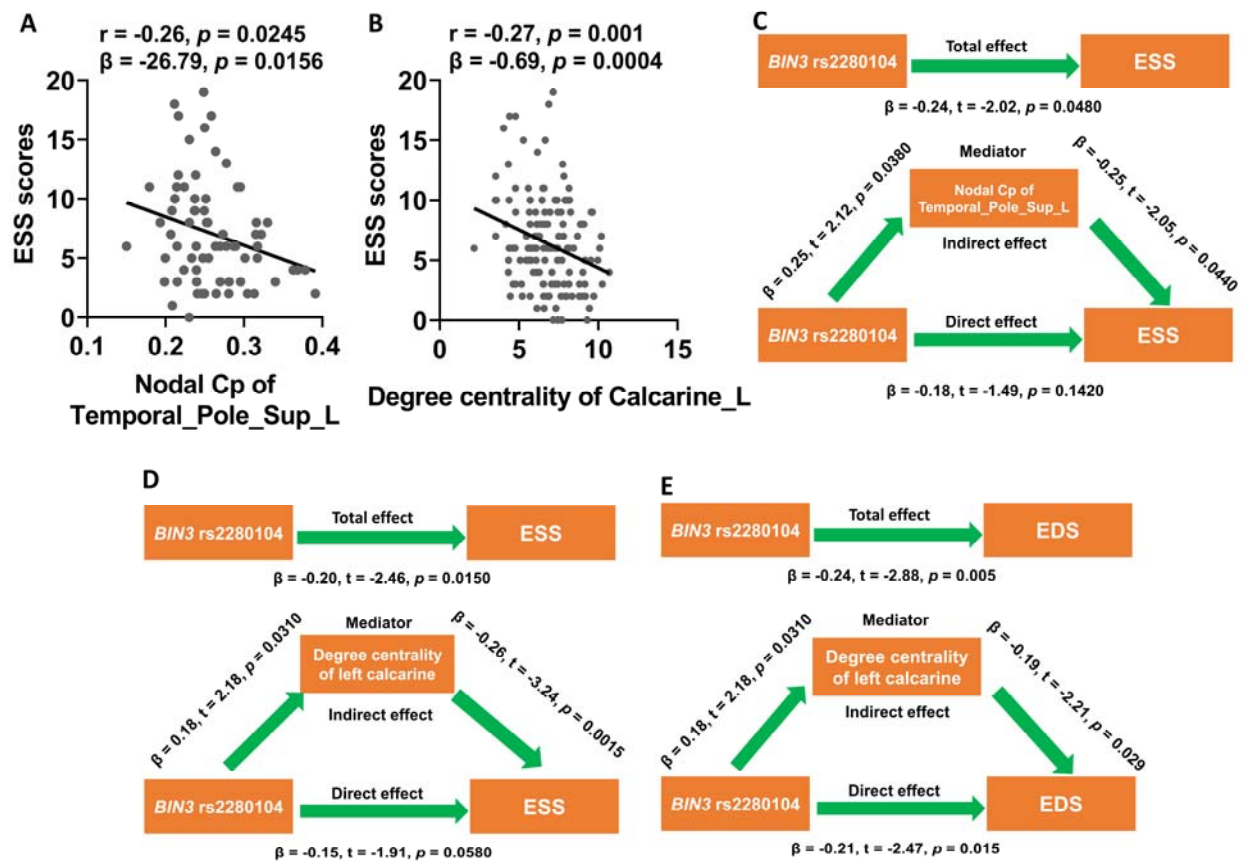 A
r = -0.26, p = 0.0245
β = -26.79, p = 0.0156
ESS scores
20
15
10
5
0
0.1 0.2 0.3 0.4
Nodal Cp of
Temporal_Pole_Sup_L
B
r = -0.27, p = 0.001
β = -0.69, p = 0.0004
ESS scores
20
15
10
5
0
0 5 10 15
Degree centrality of Calcarine_L
C
BIN3 rs2280104
Total effect
ESS
β = -0.24, t = -2.02, p = 0.0480
β = 0.25, t = 2.12, p = 0.0380
Mediator
Nodal Cp of
Temporal_Pole_Sup_L
Indirect effect
β = -0.25, t = -2.05, p = 0.0440
BIN3 rs2280104
Direct effect
ESS
β = -0.18, t = -1.49, p = 0.1420
D
BIN3 rs2280104
Total effect
ESS
β = -0.20, t = -2.46, p = 0.0150
β = 0.18, t = 2.18, p = 0.0310
Mediator
Degree centrality
of left calcarine
Indirect effect
β = -0.26, t = -3.24, p = 0.0015
BIN3 rs2280104
Direct effect
ESS
β = -0.15, t = -1.91, p = 0.0580
E
BIN3 rs2280104
Total effect
EDS
β = -0.24, t = -2.88, p = 0.005
β = 0.18, t = 2.18, p = 0.0310
Mediator
Degree centrality
of left calcarine
Indirect effect
β = -0.19, t = -2.21, p = 0.029
BIN3 rs2280104
Direct effect
EDS
β = -0.21, t = -2.47, p = 0.015